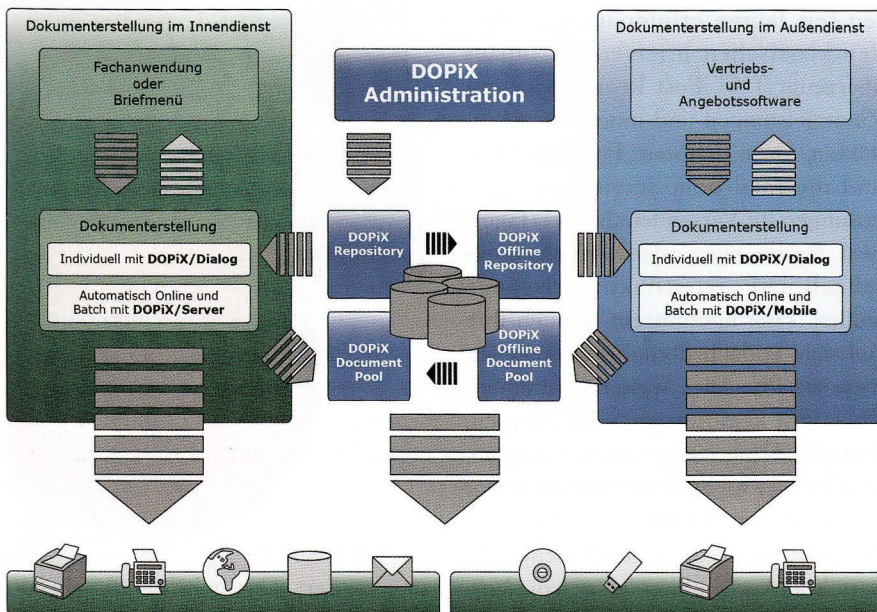 Dokumenterstellung im Innendienst
Fachanwendung
oder
Briefmenü
Dokumenterstellung
Individuell mit DOPiX/Dialog
Automatisch Online und
Batch mit DOPiX/Server
DOPiX
Administration
DOPiX
Repository
DOPiX
Offline
Repository
DOPiX
Document
Pool
DOPiX
Offline
Document
Pool
Dokumenterstellung im Außendienst
Vertriebs-
und
Angebotssoftware
Dokumenterstellung
Individuell mit DOPiX/Dialog
Automatisch Online und
Batch mit DOPiX/Mobile